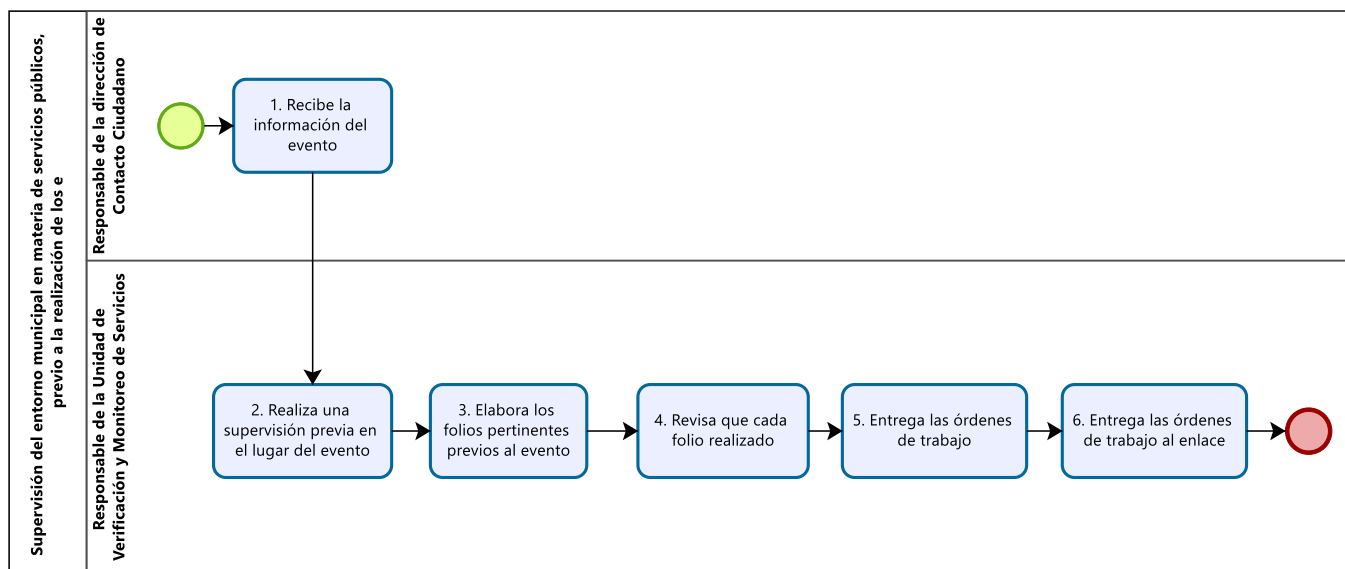 Supervisión del entorno municipal en materia de servicios públicos,
previo a la realización de los e
Responsable de la dirección de
Contacto Ciudadano
1. Recibe la
información del
evento
Responsable de la Unidad de
Verificación y Monitoreo de Servicios
2. Realiza una
supervisión previa en
el lugar del evento
3. Elabora los
folios pertinentes
previos al evento
4. Revisa que cada
folio realizado
5. Entrega las órdenes
de trabajo
6. Entrega las órdenes
de trabajo al enlace